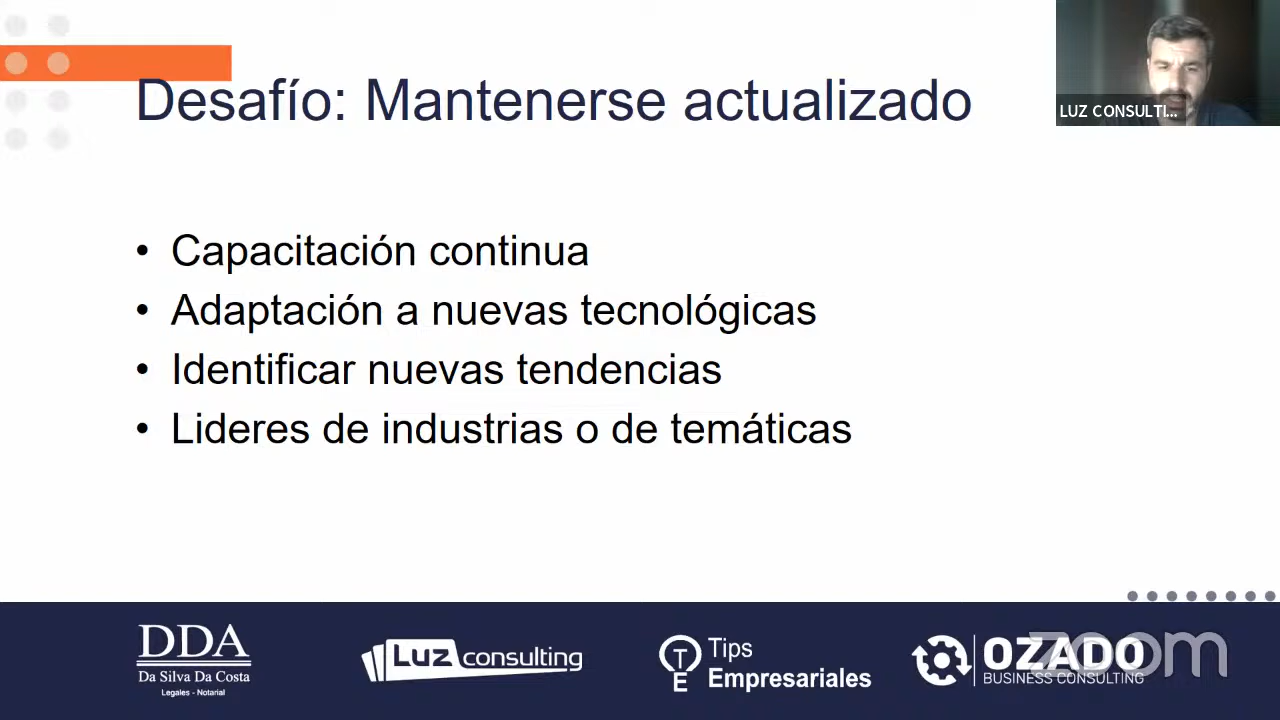 Desafío: Mantenerse actualizado
LUZ CONSULTI...
• Capacitación continua
• Adaptación a nuevas tecnológicas
• Identificar nuevas tendencias
• Lideres de industrias o de temáticas
DDA
Da Silva Da Costa
Legales - Notarial
Luz consulting
TE
Tips
Empresariales
OZADO
BUSINESS CONSULTING
zoom